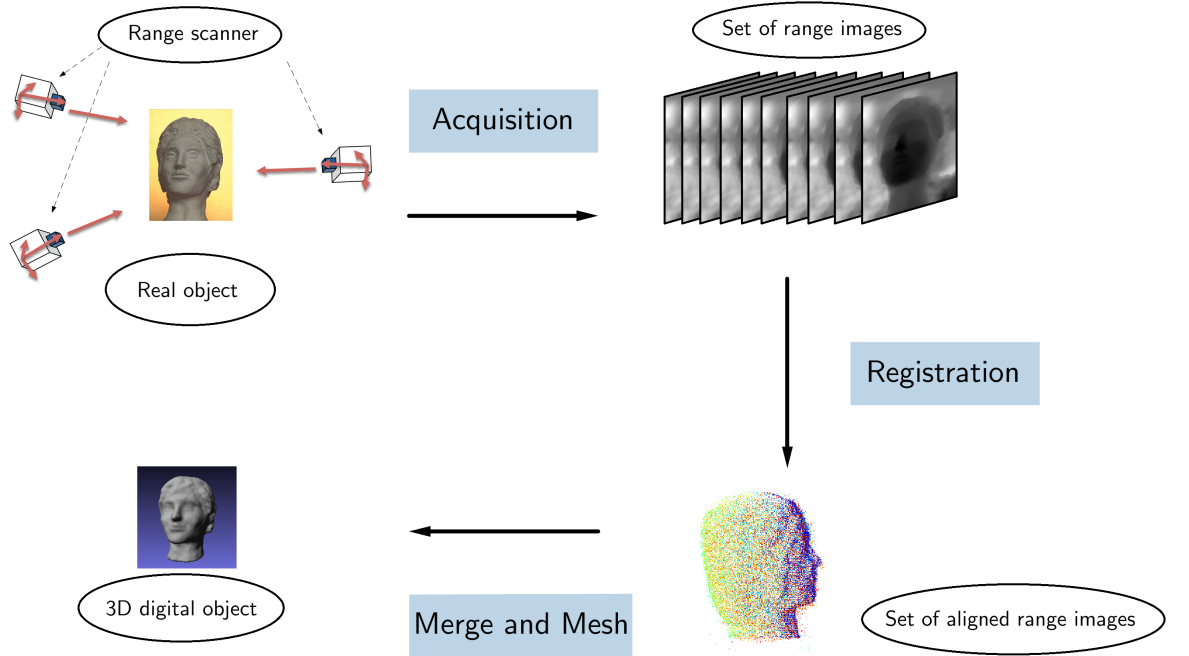 Range scanner
Set of range images
Acquisition
Real object
Registration
3D digital object
Merge and Mesh
Set of aligned range images